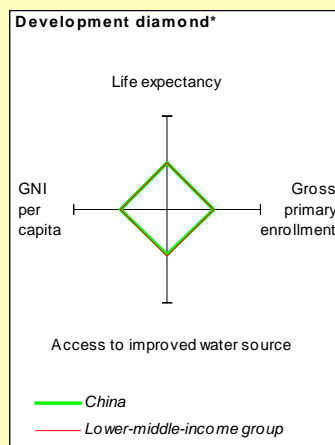 Development diamond*
Life expectancy
GNI
per
capita
Gross
primary
enrollment
Access to improved water source
China
Lower-middle-income group